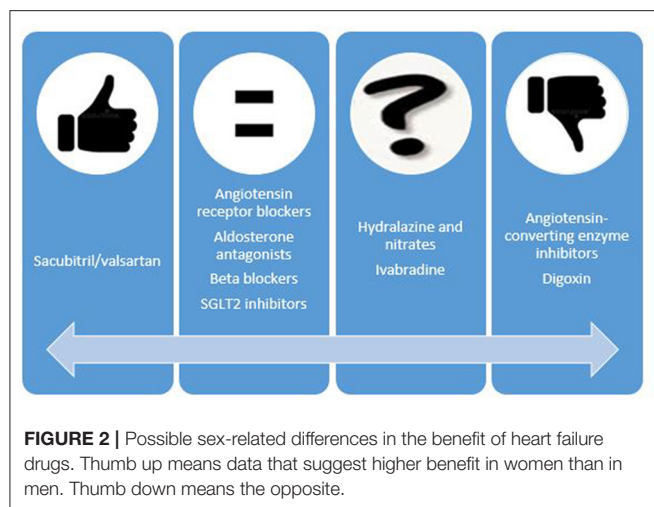 Sacubitril/valsartan
Angiotensin
receptor blockers
Aldosterone
antagonists
Beta blockers
SGLT2 inhibitors
Hydralazine and
nitrates
Ivabradine
Angiotensin-
converting enzyme
inhibitors
Digoxin
FIGURE 2 | Possible sex-related differences in the benefit of heart failure
drugs. Thumb up means data that suggest higher benefit in women than in
men. Thumb down means the opposite.